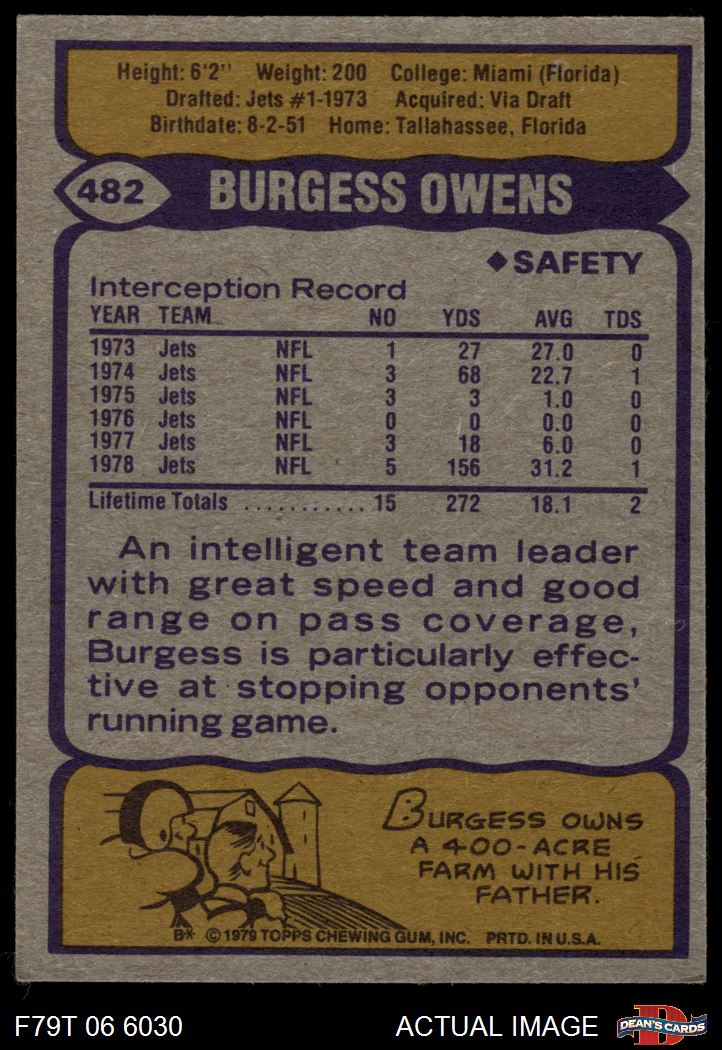 Height: 6'2" Weight: 200 College: Miami (Florida)
Drafted: Jets #1-1973 Acquired: Via Draft
Birthdate: 8-2-51 Home: Tallahassee, Florida
482 BURGESS OWENS
◆SAFETY
Interception Record
YEAR TEAM NO YDS AVG TDS
1973 Jets NFL 1 27 27.0 0
1974 Jets NFL 3 68 22.7 1
1975 Jets NFL 3 3 1.0 0
1976 Jets NFL 0 0 0.0 0
1977 Jets NFL 3 18 6.0 0
1978 Jets NFL 5 156 31.2 1
Lifetime Totals ........... 15 272 18.1 2
An intelligent team leader
with great speed and good
range on pass coverage,
Burgess is particularly effec-
tive at stopping opponents'
running game.
BURGESS OWNS
A 400-ACRE
FARM WITH HIS
FATHER.
B* © 1979 TOPPS CHEWING GUM, INC. PRTD. IN U.S.A.
F79T 06 6030 ACTUAL IMAGE D DEAN'S CARDS